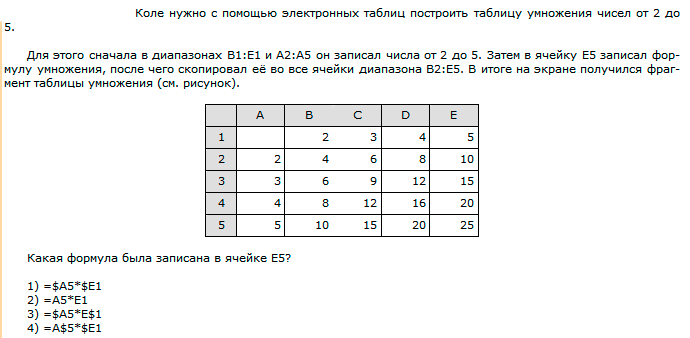 Коле нужно с помощью электронных таблиц построить таблицу умножения чисел от 2 до
5.
Для этого сначала в диапазонах B1:E1 и A2:A5 он записал числа от 2 до 5. Затем в ячейку E5 записал фор-
мулу умножения, после чего скопировал её во все ячейки диапазона B2:E5. В итоге на экране получился фраг-
мент таблицы умножения (см. рисунок).
A B C D E
1 2 3 4 5
2 2 4 6 8 10
3 3 6 9 12 15
4 4 8 12 16 20
5 5 10 15 20 25
Какая формула была записана в ячейке E5?
1) =$A5*$E1
2) =A5*E1
3) =$A5*E$1
4) =A$5*$E1